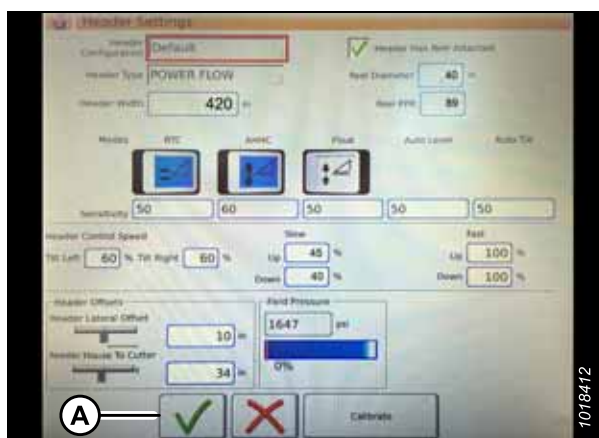 Header Settings
Header
Configuration Default
Header Has Reel Attached
Header Type POWER FLOW
Reel Diameter 40 in
Header Width 420 in
Reel PPR 89
Modes RTC AHHC Float Auto Level Auto Tilt
Sensitivity 50 60 50 50 50
Header Control Speed
Slow
Fast
Tilt Left 60 % Tilt Right 60 %
Up 45 %
Up 100 %
Down 40 %
Down 100 %
Header Offsets
Header Lateral Offset
10 in
Feeder House To Cutter
34 in
Field Pressure
1647 psi
0%
A
Calibrate
1018412